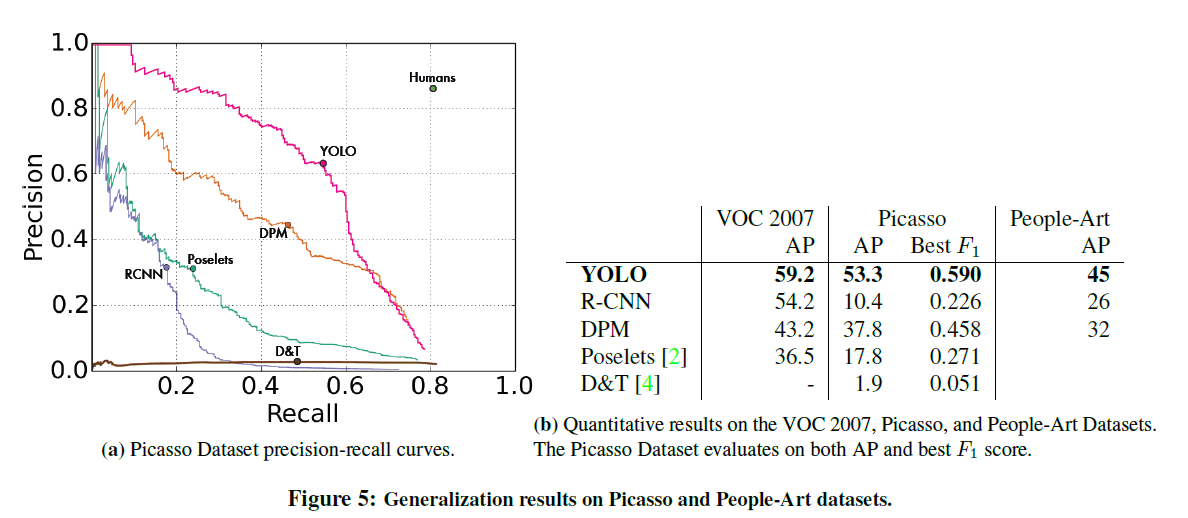 1.0
0.8
0.6
0.4
0.2
0.0
Precision
Humans
YOLO
DPM
RCNN
Poselets
D&T
0.2 0.4 0.6 0.8 1.0
Recall
(a) Picasso Dataset precision-recall curves.
VOC 2007 Picasso People-Art
AP AP Best F1 AP
YOLO 59.2 53.3 0.590 45
R-CNN 54.2 10.4 0.226 26
DPM 43.2 37.8 0.458 32
Poselets [2] 36.5 17.8 0.271
D&T [4] - 1.9 0.051
(b) Quantitative results on the VOC 2007, Picasso, and People-Art Datasets.
The Picasso Dataset evaluates on both AP and best F1 score.
Figure 5: Generalization results on Picasso and People-Art datasets.